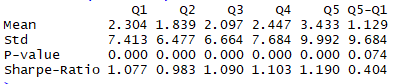 Q1 Q2 Q3 Q4 Q5 Q5-Q1
Mean 2.304 1.839 2.097 2.447 3.433 1.129
Std 7.413 6.477 6.664 7.684 9.992 9.684
P-value 0.000 0.000 0.000 0.000 0.000 0.074
Sharpe-Ratio 1.077 0.983 1.090 1.103 1.190 0.404